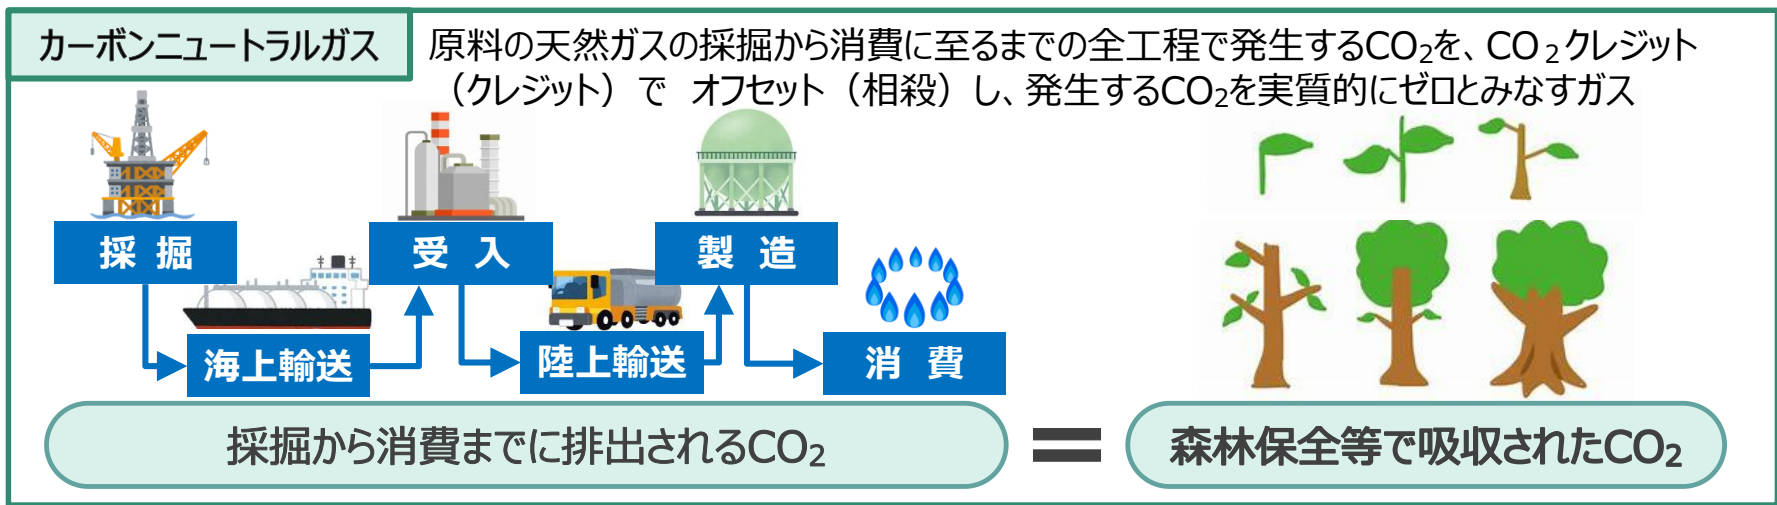 カーボンニュートラルガス
原料の天然ガスの採掘から消費に至るまでの全工程で発生するCO₂を、CO₂クレジット
（クレジット）で オフセット（相殺）し、発生するCO₂を実質的にゼロとみなすガス
採 掘
海上輸送
受 入
陸上輸送
製 造
消 費
採掘から消費までに排出されるCO₂
=
森林保全等で吸収されたCO₂